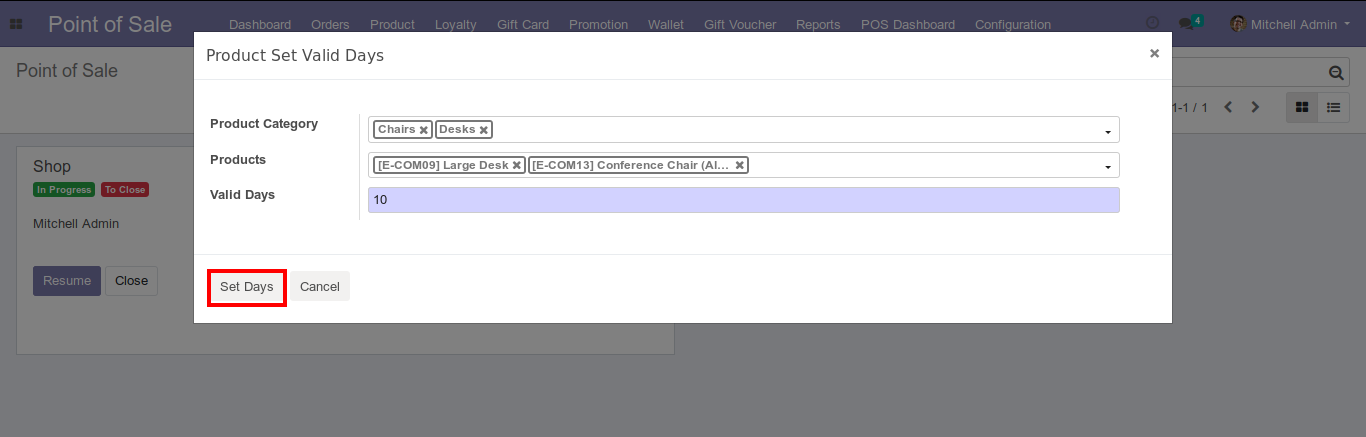 Point of Sale Dashboard Orders Product Loyalty Gift Card Promotion Wallet Gift Voucher Reports POS Dashboard Configuration 4 Mitchell Admin
Point of Sale
Product Set Valid Days ×
1-1 / 1
Product Category Chairs × Desks ×
Products [E-COM09] Large Desk × [E-COM13] Conference Chair (Al... ×
Valid Days 10
Set Days Cancel
Shop
In Progress To Close
Mitchell Admin
Resume Close